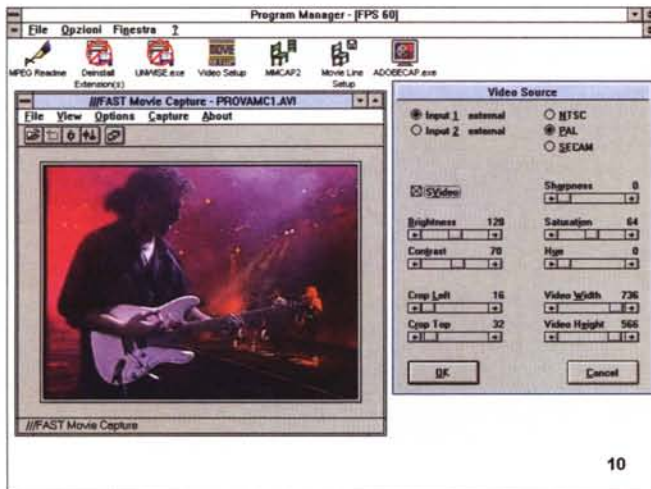 Program Manager - [FPS 60]
File Opzioni Finestra ?
MPEG Readme
Deinstall Extension(s)
UNWISE.exe
MOVIE
Video Setup
MMCAP2
Movie Line Setup
ADOBECAP.exe
///FAST Movie Capture - PROVAMC1.AVI
File View Options Capture About
///FAST Movie Capture
Video Source
Input 1 external
Input 2 external
NTSC
PAL
SECAM
SVideo
Sharpness 0
Brightness 128
Saturation 64
Contrast 70
Hue 0
Crop Left 16
Video Width 736
Crop Top 32
Video Height 566
OK
Cancel
10